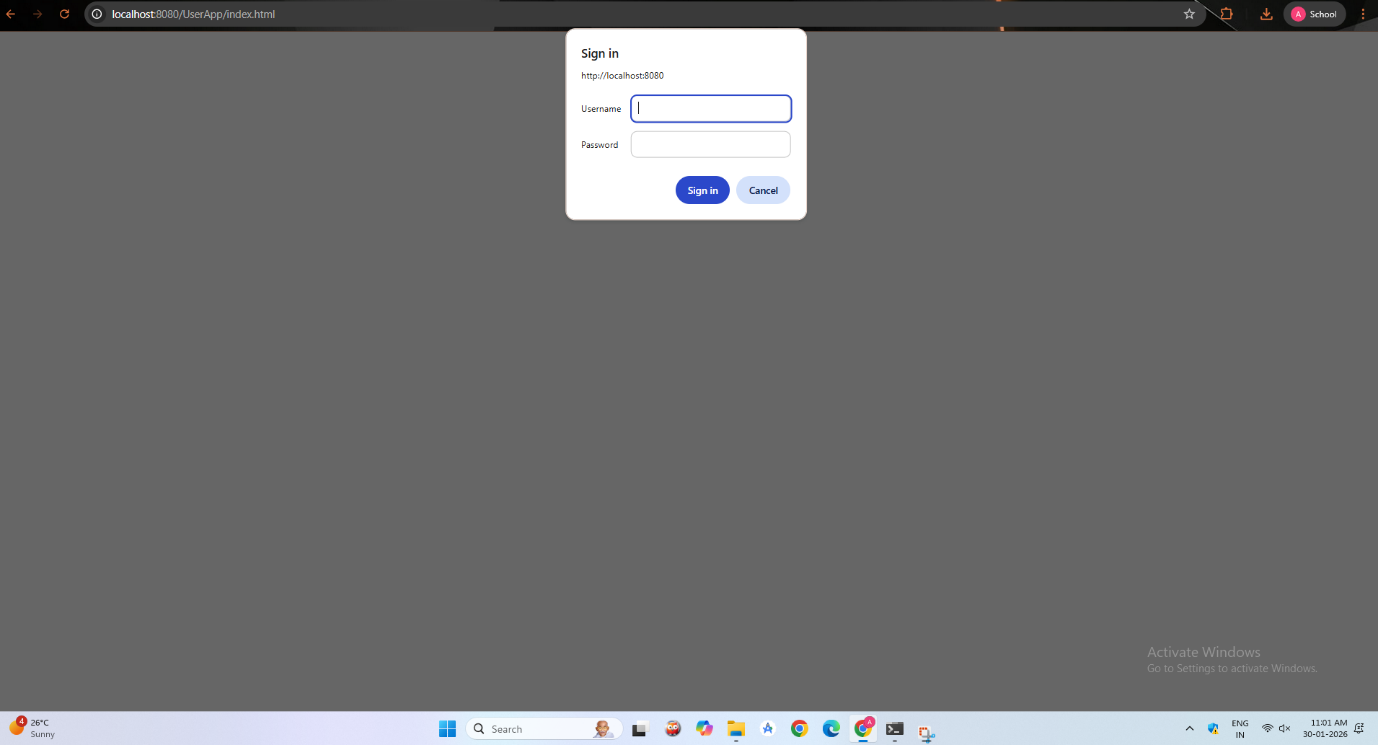 localhost:8080/UserApp/index.html
A School
Sign in
http://localhost:8080
Username
Password
Sign in Cancel
Activate Windows
Go to Settings to activate Windows.
4
26°C
Sunny
Search
A
ENG
IN
11:01 AM
30-01-2026